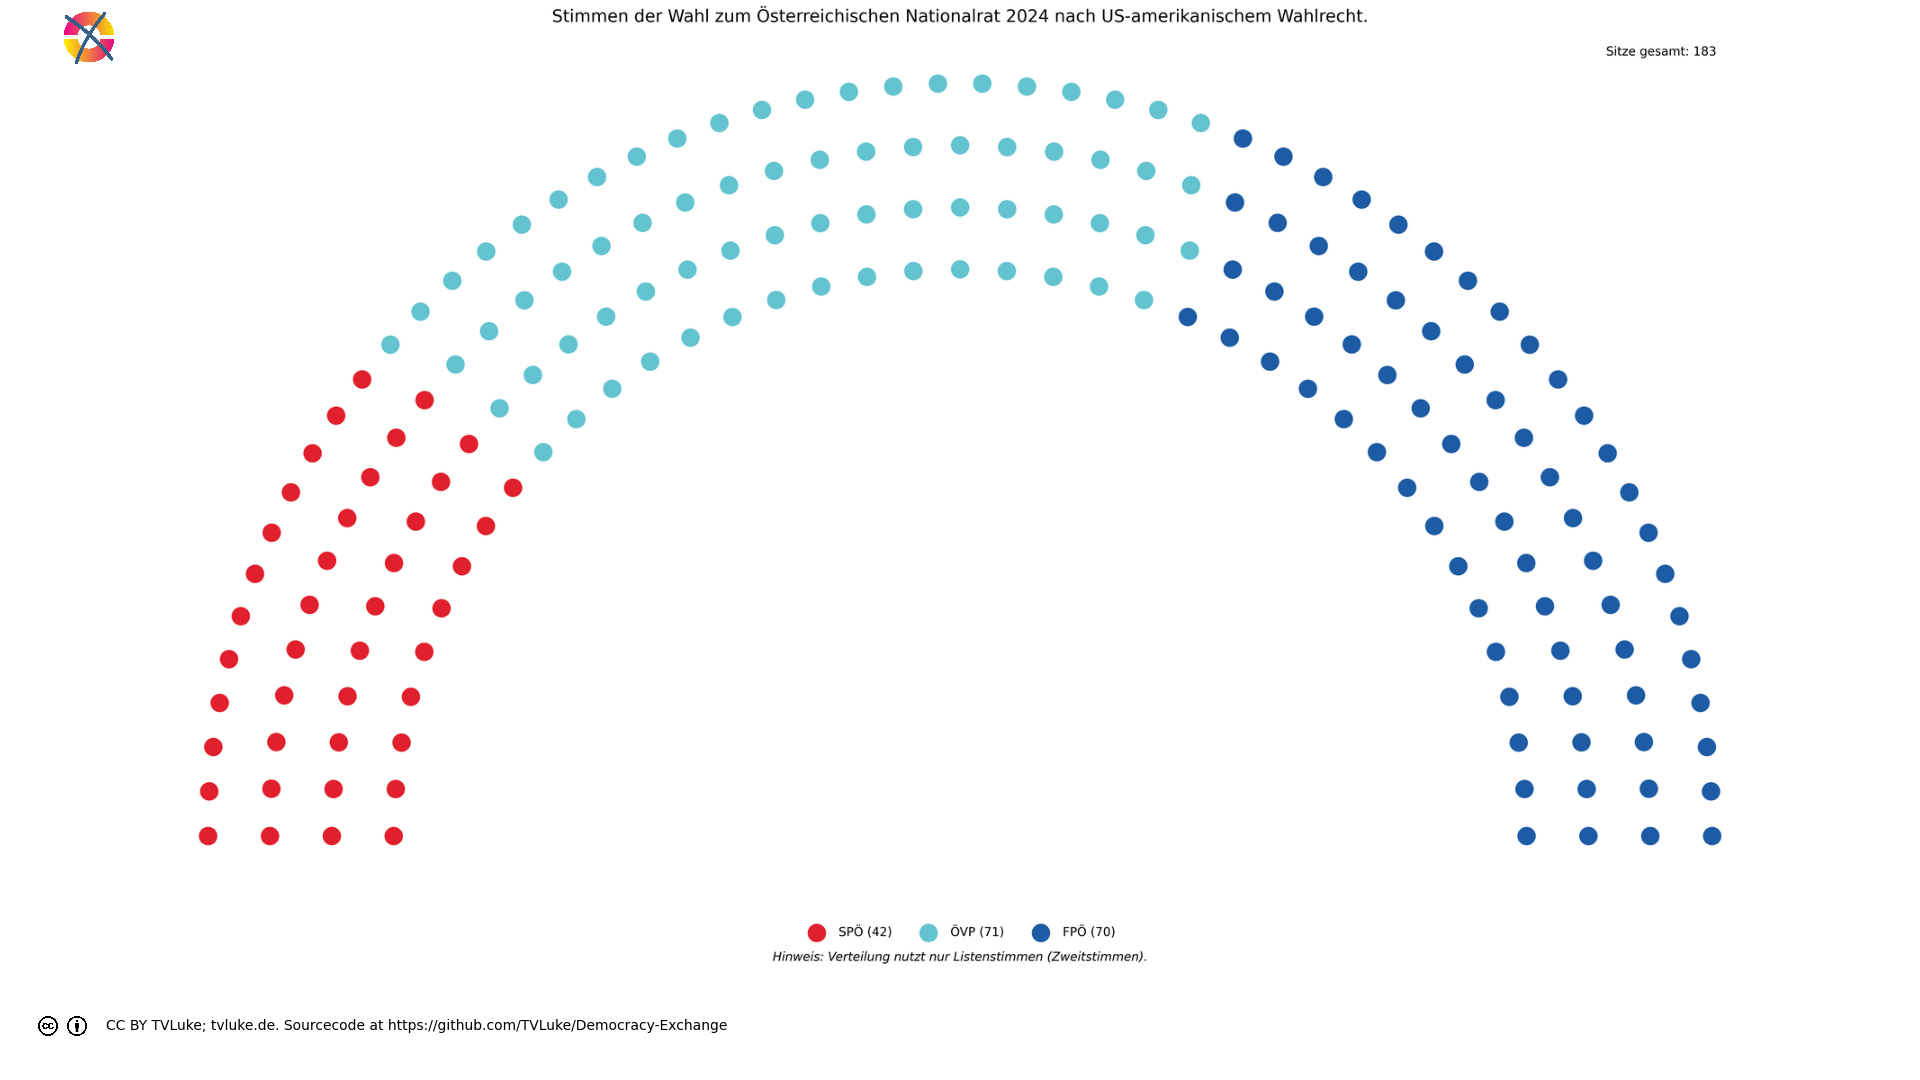 Stimmen der Wahl zum Österreichischen Nationalrat 2024 nach US-amerikanischem Wahlrecht.
Sitze gesamt: 183
SPÖ (42) ÖVP (71) FPÖ (70)
Hinweis: Verteilung nutzt nur Listenstimmen (Zweitstimmen).
cc CC BY TVLuke; tvluke.de. Sourcecode at https://github.com/TVLuke/Democracy-Exchange